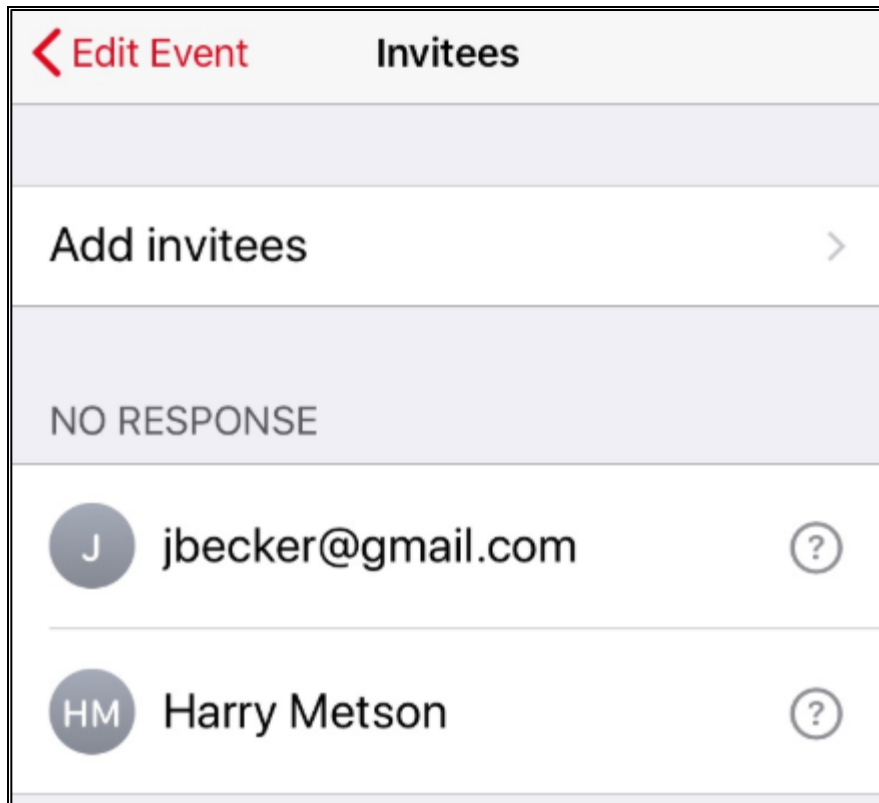 Edit Event Invitees
Add invitees
NO RESPONSE
J jbecker@gmail.com ?
HM Harry Metson ?